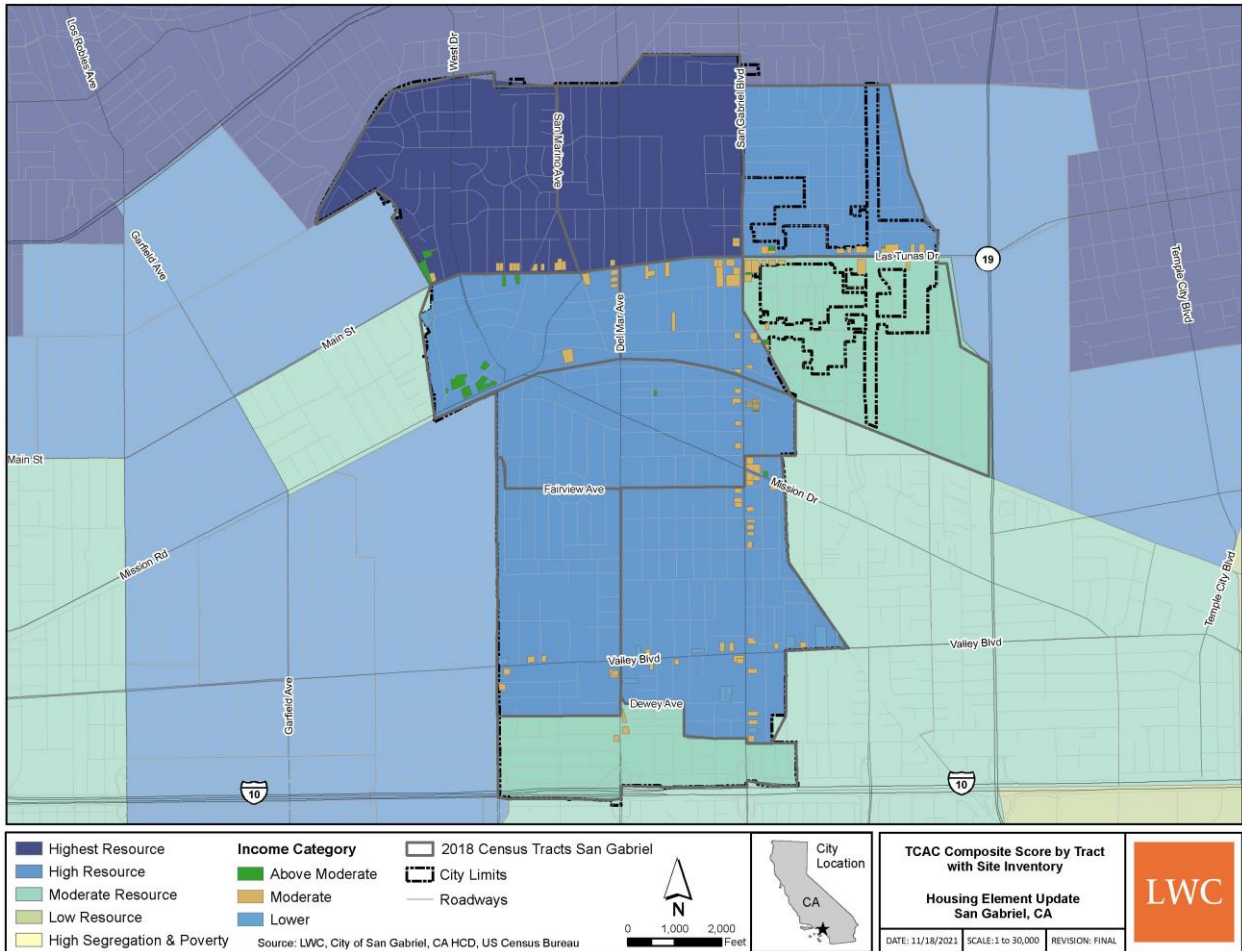 Los Robles Ave
West Dr
San Marino Ave
San Gabriel Blvd
Garfield Ave
Las Tunas Dr
19
Temple City Blvd
Main St
Del Mar Ave
Main St
Fairview Ave
Mission Dr
Mission Rd
Temple City Blvd
Valley Blvd
Valley Blvd
Garfield Ave
Dewey Ave
10
10
Highest Resource
High Resource
Moderate Resource
Low Resource
High Segregation & Poverty
Income Category
Above Moderate
Moderate
Lower
2018 Census Tracts San Gabriel
City Limits
Roadways
Source: LWC, City of San Gabriel, CA HCD, US Census Bureau
N
0 1,000 2,000
Feet
City
Location
CA
TCAC Composite Score by Tract
with Site Inventory
Housing Element Update
San Gabriel, CA
DATE: 11/18/2021 SCALE: 1 to 30,000 REVISION: FINAL
LWC